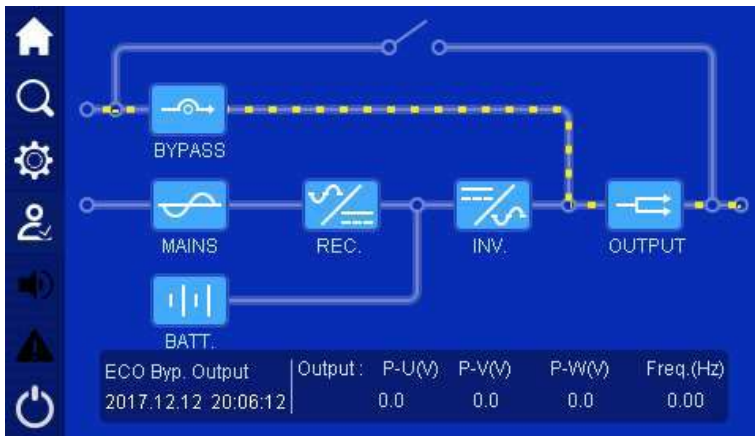 BYPASS
MAINS
REC.
INV.
OUTPUT
BATT.
ECO Byp. Output
2017.12.12 20:06:12
Output : P-U(V) P-V(V) P-W(V) Freq.(Hz)
0.0 0.0 0.0 0.00